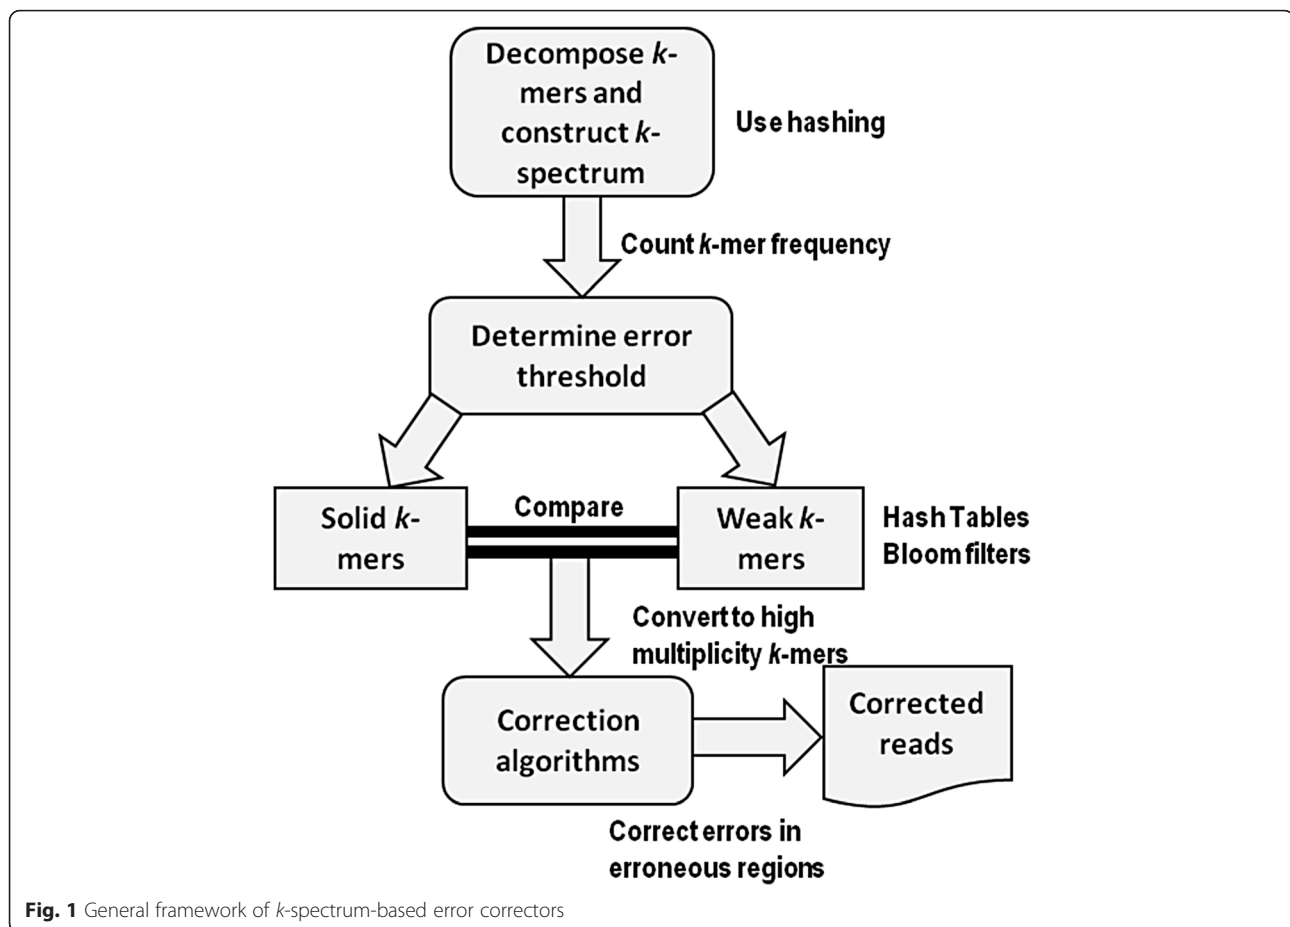 Decompose k-
mers and
construct k-
spectrum
Use hashing
Count k-mer frequency
Determine error
threshold
Solid k-
mers
Compare
Weak k-
mers
Hash Tables
Bloom filters
Convert to high
multiplicity k-mers
Correction
algorithms
Corrected
reads
Correct errors in
erroneous regions
Fig. 1 General framework of k-spectrum-based error correctors